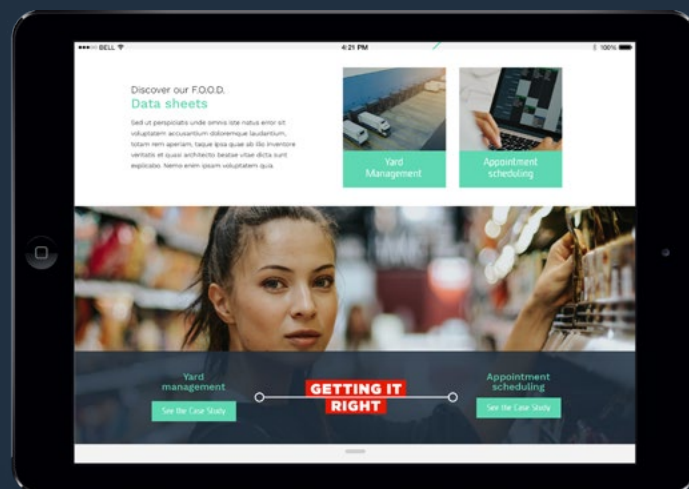 BELL
4:21 PM
100%
Discover our F.O.O.D.
Data sheets
Sed ut perspiciatis unde omnis iste natus error sit
voluptatem accusantium doloremque laudantium,
totam rem aperiam, eaque ipsa quae ab illo inventore
veritatis et quasi architecto beatae vitae dicta sunt
explicabo. Nemo enim ipsam voluptatem quia.
Yard
Management
Appointment
scheduling
Yard
management
See the Case Study
GETTING IT
RIGHT
Appointment
scheduling
See the Case Study